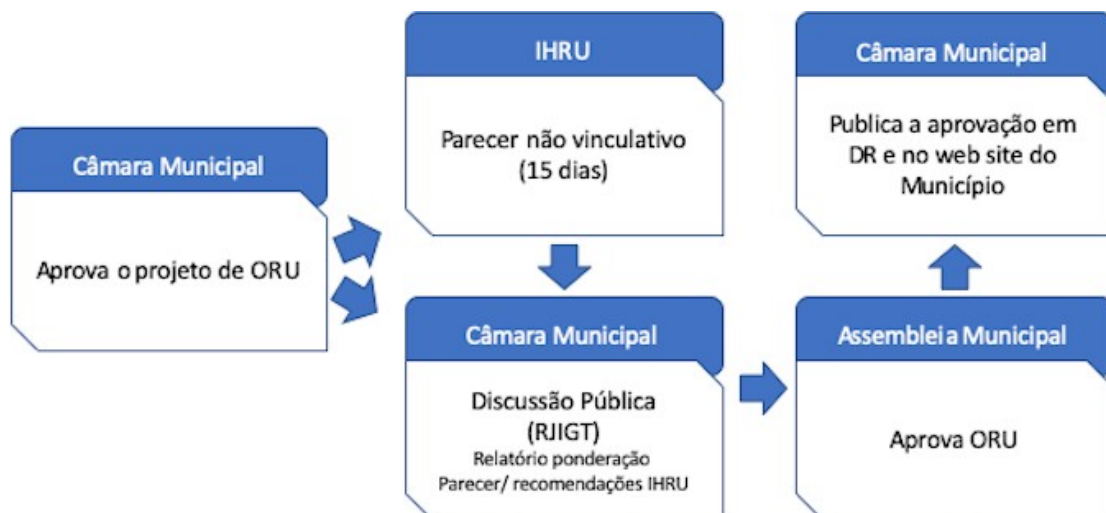 Câmara Municipal
Aprova o projeto de ORU
IHRU
Parecer não vinculativo
(15 dias)
Câmara Municipal
Discussão Pública
(RJIGT)
Relatório ponderação
Parecer/ recomendações IHRU
Assembleia Municipal
Aprova ORU
Câmara Municipal
Publica a aprovação em
DR e no web site do
Município